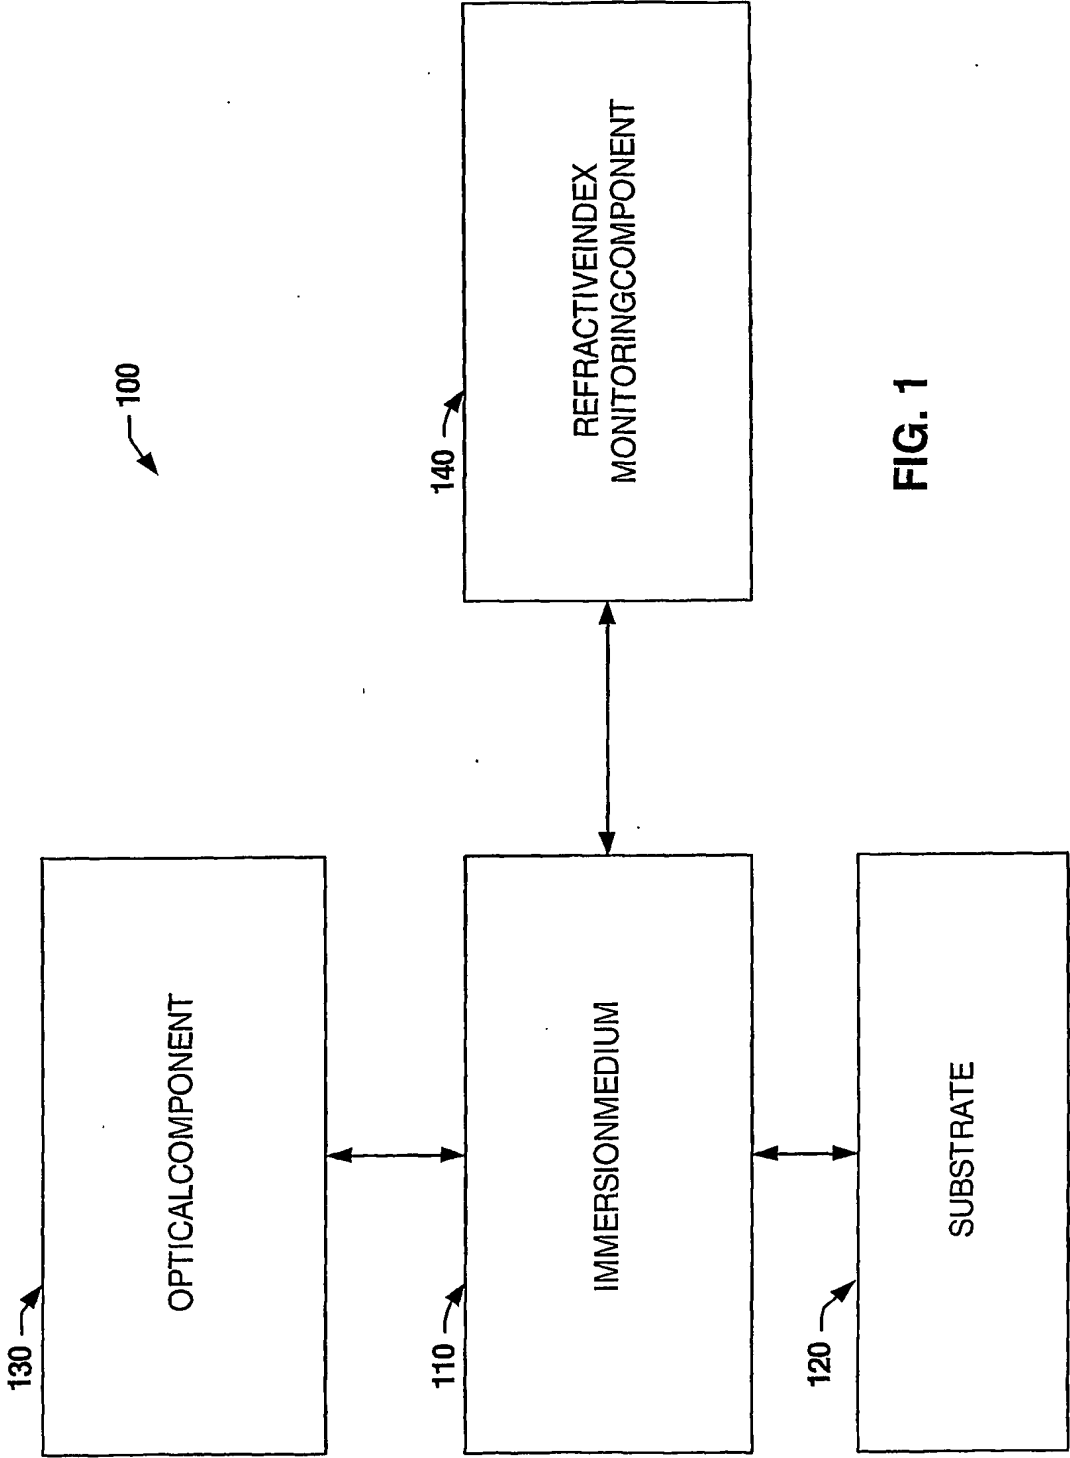 100
130
OPTICALCOMPONENT
110
IMMERSIONMEDIUM
140
REFRACTIVEINDEX
MONITORINGCOMPONENT
120
SUBSTRATE
FIG. 1